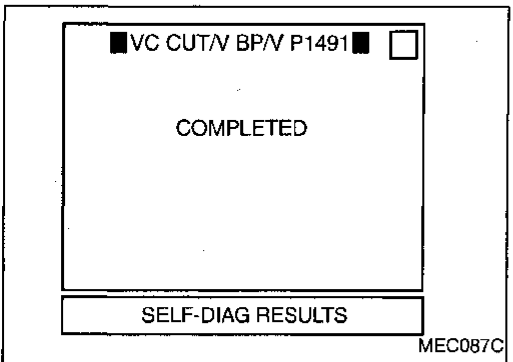 VC CUT/V BP/V P1491
COMPLETED
SELF-DIAG RESULTS
MEC087C